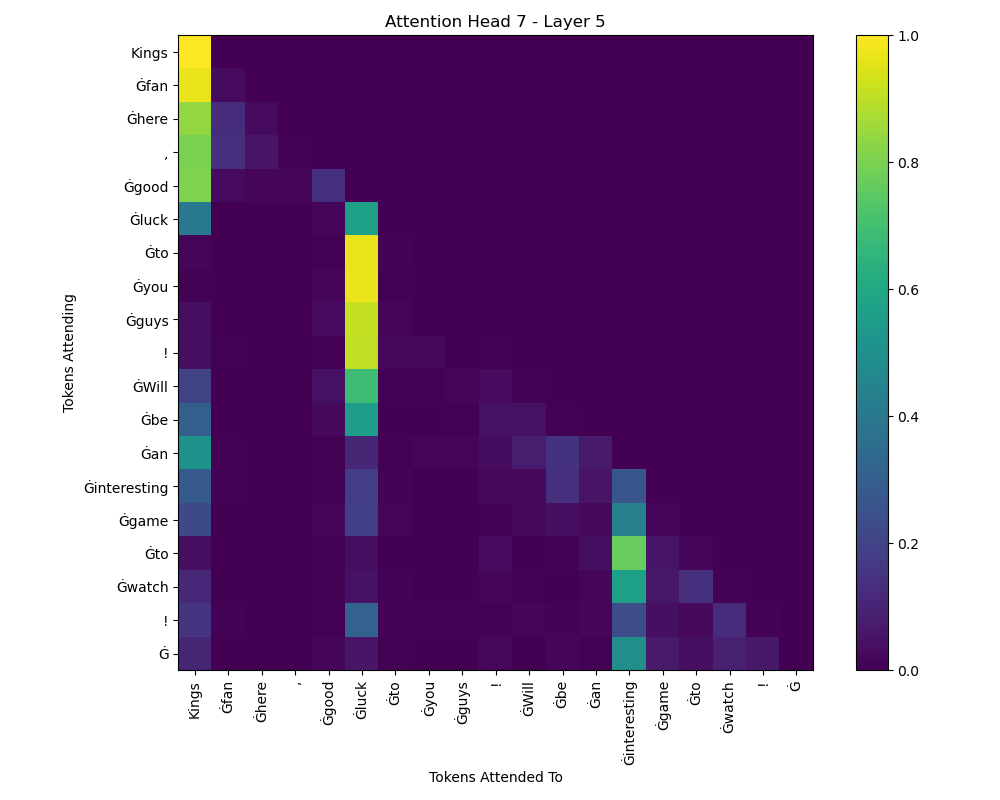 Attention Head 7 - Layer 5
Tokens Attending
Kings
Ġfan
Ġhere
,
Ġgood
Ġluck
Ġto
Ġyou
Ġguys
!
ĠWill
Ġbe
Ġan
Ġinteresting
Ġgame
Ġto
Ġwatch
!
Ġ
Kings
Ġfan
Ġhere
,
Ġgood
Ġluck
Ġto
Ġyou
Ġguys
!
ĠWill
Ġbe
Ġan
Ġinteresting
Ġgame
Ġto
Ġwatch
!
Ġ
Tokens Attended To
1.0
0.8
0.6
0.4
0.2
0.0